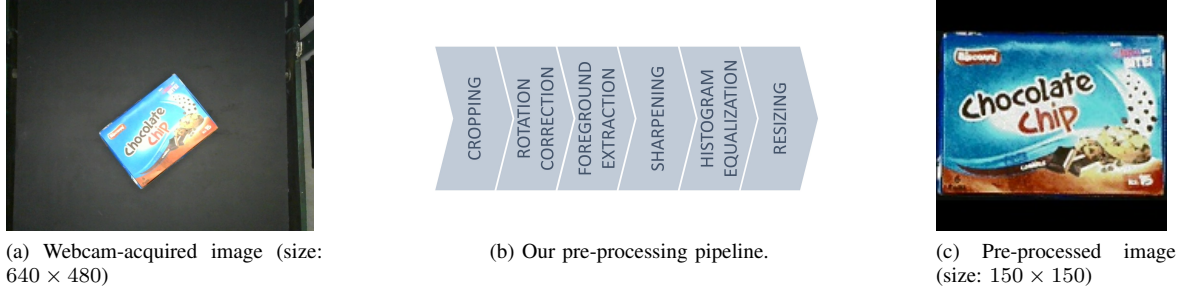 Chocolate
Chip
CROPPING
ROTATION
CORRECTION
FOREGROUND
EXTRACTION
SHARPENING
HISTOGRAM
EQUALIZATION
RESIZING
Chocolate
Chip
BITE!
(a) Webcam-acquired image (size:
640 × 480)
(b) Our pre-processing pipeline.
(c) Pre-processed image
(size: 150 × 150)